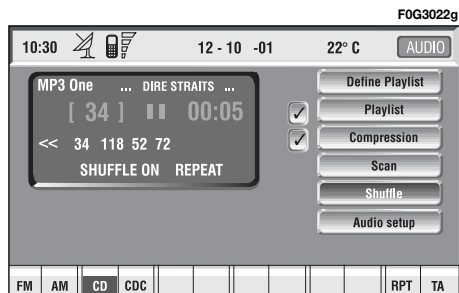 F0G3022g
10:30 12 - 10 -01 22° C AUDIO
MP3 One ... DIRE STRAITS ...
[ 34 ] 00:05
<< 34 118 52 72
SHUFFLE ON REPEAT
Define Playlist
Playlist
Compression
Scan
Shuffle
Audio setup
FM AM CD CDC RPT TA